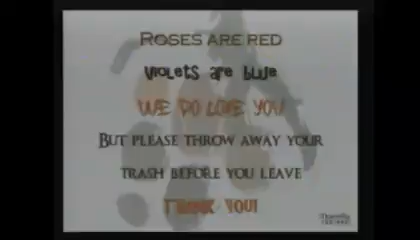 ROSES ARE RED
VIOLETS ARE BLUE
WE DO LOVE YOU
BUT PLEASE THROW AWAY YOUR
TRASH BEFORE YOU LEAVE
THANK YOU!